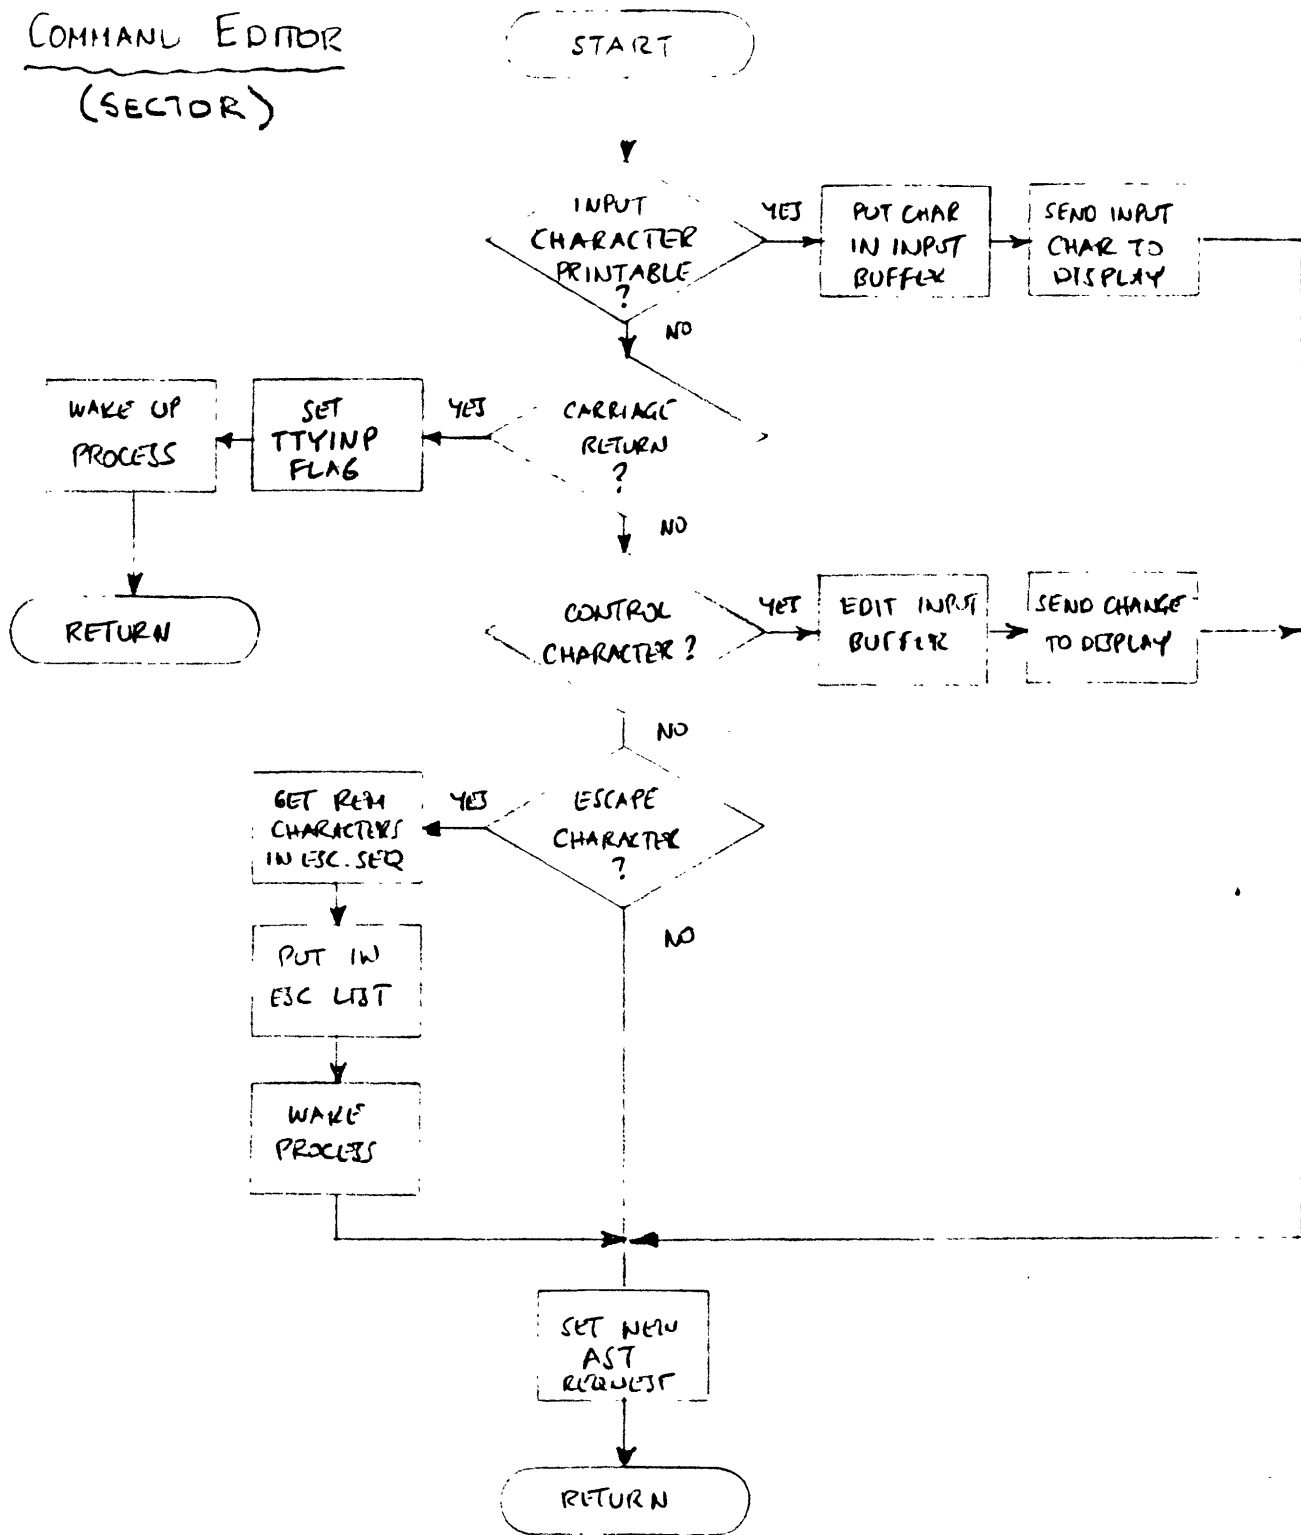 COMMAND EDITOR
(SECTOR)
START
INPUT
CHARACTER
PRINTABLE
?
YES
PUT CHAR
IN INPUT
BUFFER
SEND INPUT
CHAR TO
DISPLAY
NO
CARRIAGE
RETURN
?
YES
SET
TTYINP
FLAG
WAKE UP
PROCESS
RETURN
NO
CONTROL
CHARACTER?
YES
EDIT INPUT
BUFFER
SEND CHANGE
TO DISPLAY
NO
ESCAPE
CHARACTER
?
YES
GET REM
CHARACTERS
IN ESC. SEQ
PUT IN
ESC LIST
WAKE
PROCESS
NO
SET NEW
AST
REQUEST
RETURN